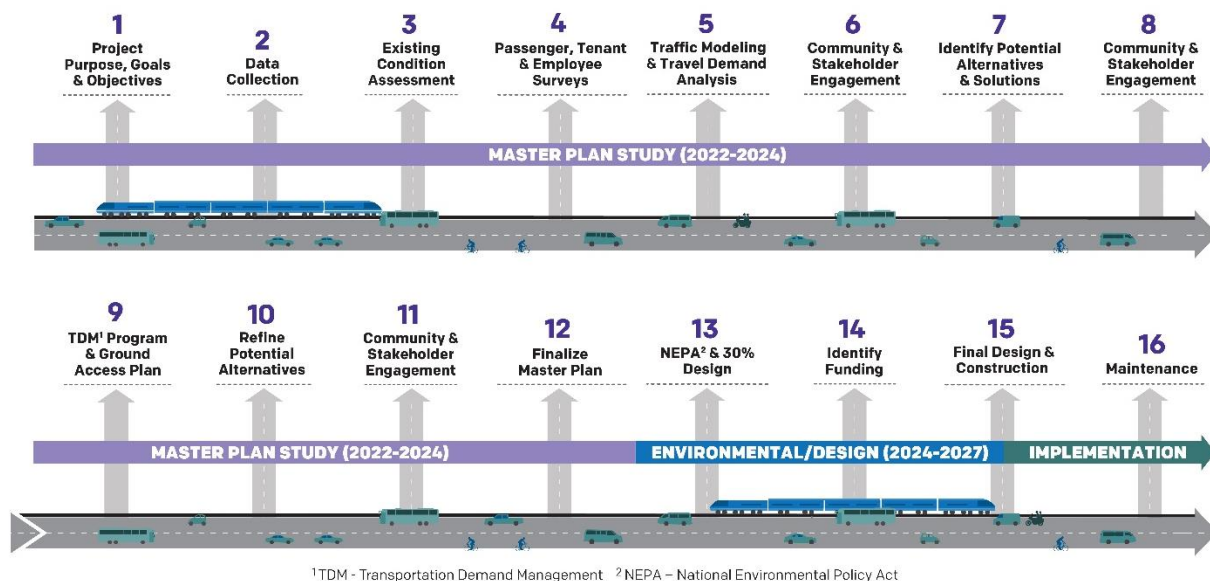 1
Project
Purpose, Goals
& Objectives
2
Data
Collection
3
Existing
Condition
Assessment
4
Passenger, Tenant
& Employee
Surveys
5
Traffic Modeling
& Travel Demand
Analysis
6
Community &
Stakeholder
Engagement
7
Identify Potential
Alternatives
& Solutions
8
Community &
Stakeholder
Engagement
MASTER PLAN STUDY (2022-2024)
9
TDM¹ Program
& Ground
Access Plan
10
Refine
Potential
Alternatives
11
Community &
Stakeholder
Engagement
12
Finalize
Master Plan
13
NEPA² & 30%
Design
14
Identify
Funding
15
Final Design &
Construction
16
Maintenance
MASTER PLAN STUDY (2022-2024)
ENVIRONMENTAL/DESIGN (2024-2027)
IMPLEMENTATION
¹ TDM - Transportation Demand Management ² NEPA – National Environmental Policy Act